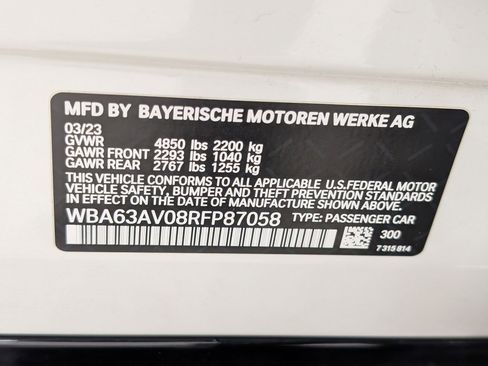 MFD BY BAYERISCHE MOTOREN WERKE AG
03/23
GVWR 4850 lbs 2200 kg
GAWR FRONT 2293 lbs 1040 kg
GAWR REAR 2767 lbs 1255 kg
THIS VEHICLE CONFORMS TO ALL APPLICABLE U.S.FEDERAL MOTOR
VEHICLE SAFETY, BUMPER AND THEFT PREVENTION STANDARDS
IN EFFECT ON THE DATE OF MANUFACTURE SHOWN ABOVE.
WBA63AV08RFP87058 TYPE: PASSENGER CAR
300
7 315 814